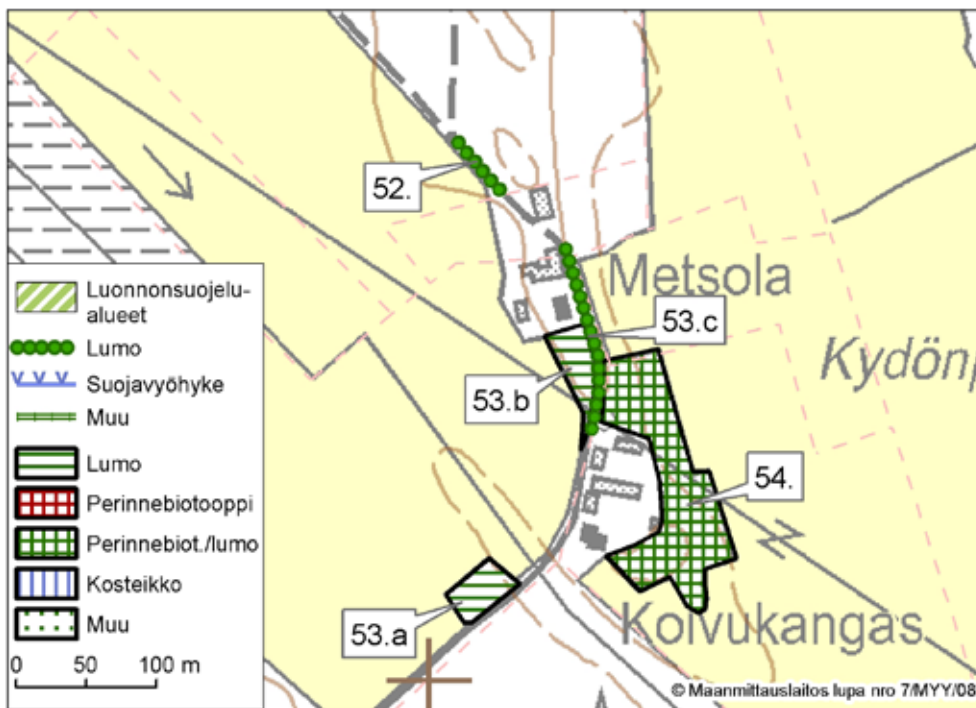 52.
Metsola
53.c
Kydönp
53.b
54.
53.a
Koivukangas
Luonnonsuojelu-
alueet
Lumo
Suojavyöhyke
Muu
Lumo
Perinnebiotooppi
Perinnebiot./lumo
Kosteikko
Muu
0 50 100 m
© Maanmittauslaitos lupa nro 7/MYY/08